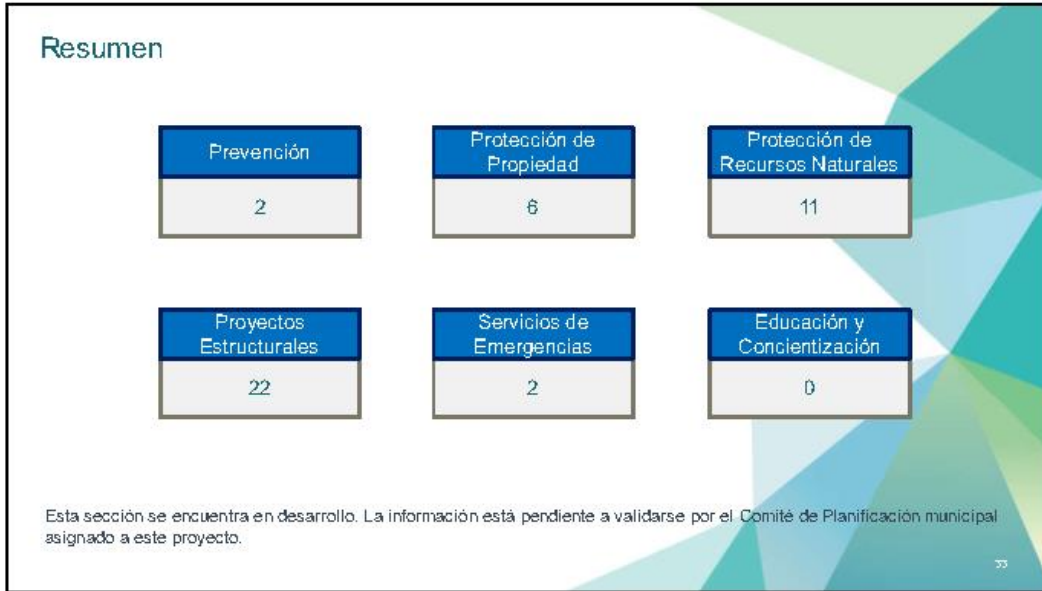 Resumen
Prevención
2
Protección de
Propiedad
6
Protección de
Recursos Naturales
11
Proyectos
Estructurales
22
Servicios de
Emergencias
2
Educación y
Concientización
0
Esta sección se encuentra en desarrollo. La información está pendiente a validarse por el Comité de Planificación municipal
asignado a este proyecto.
33